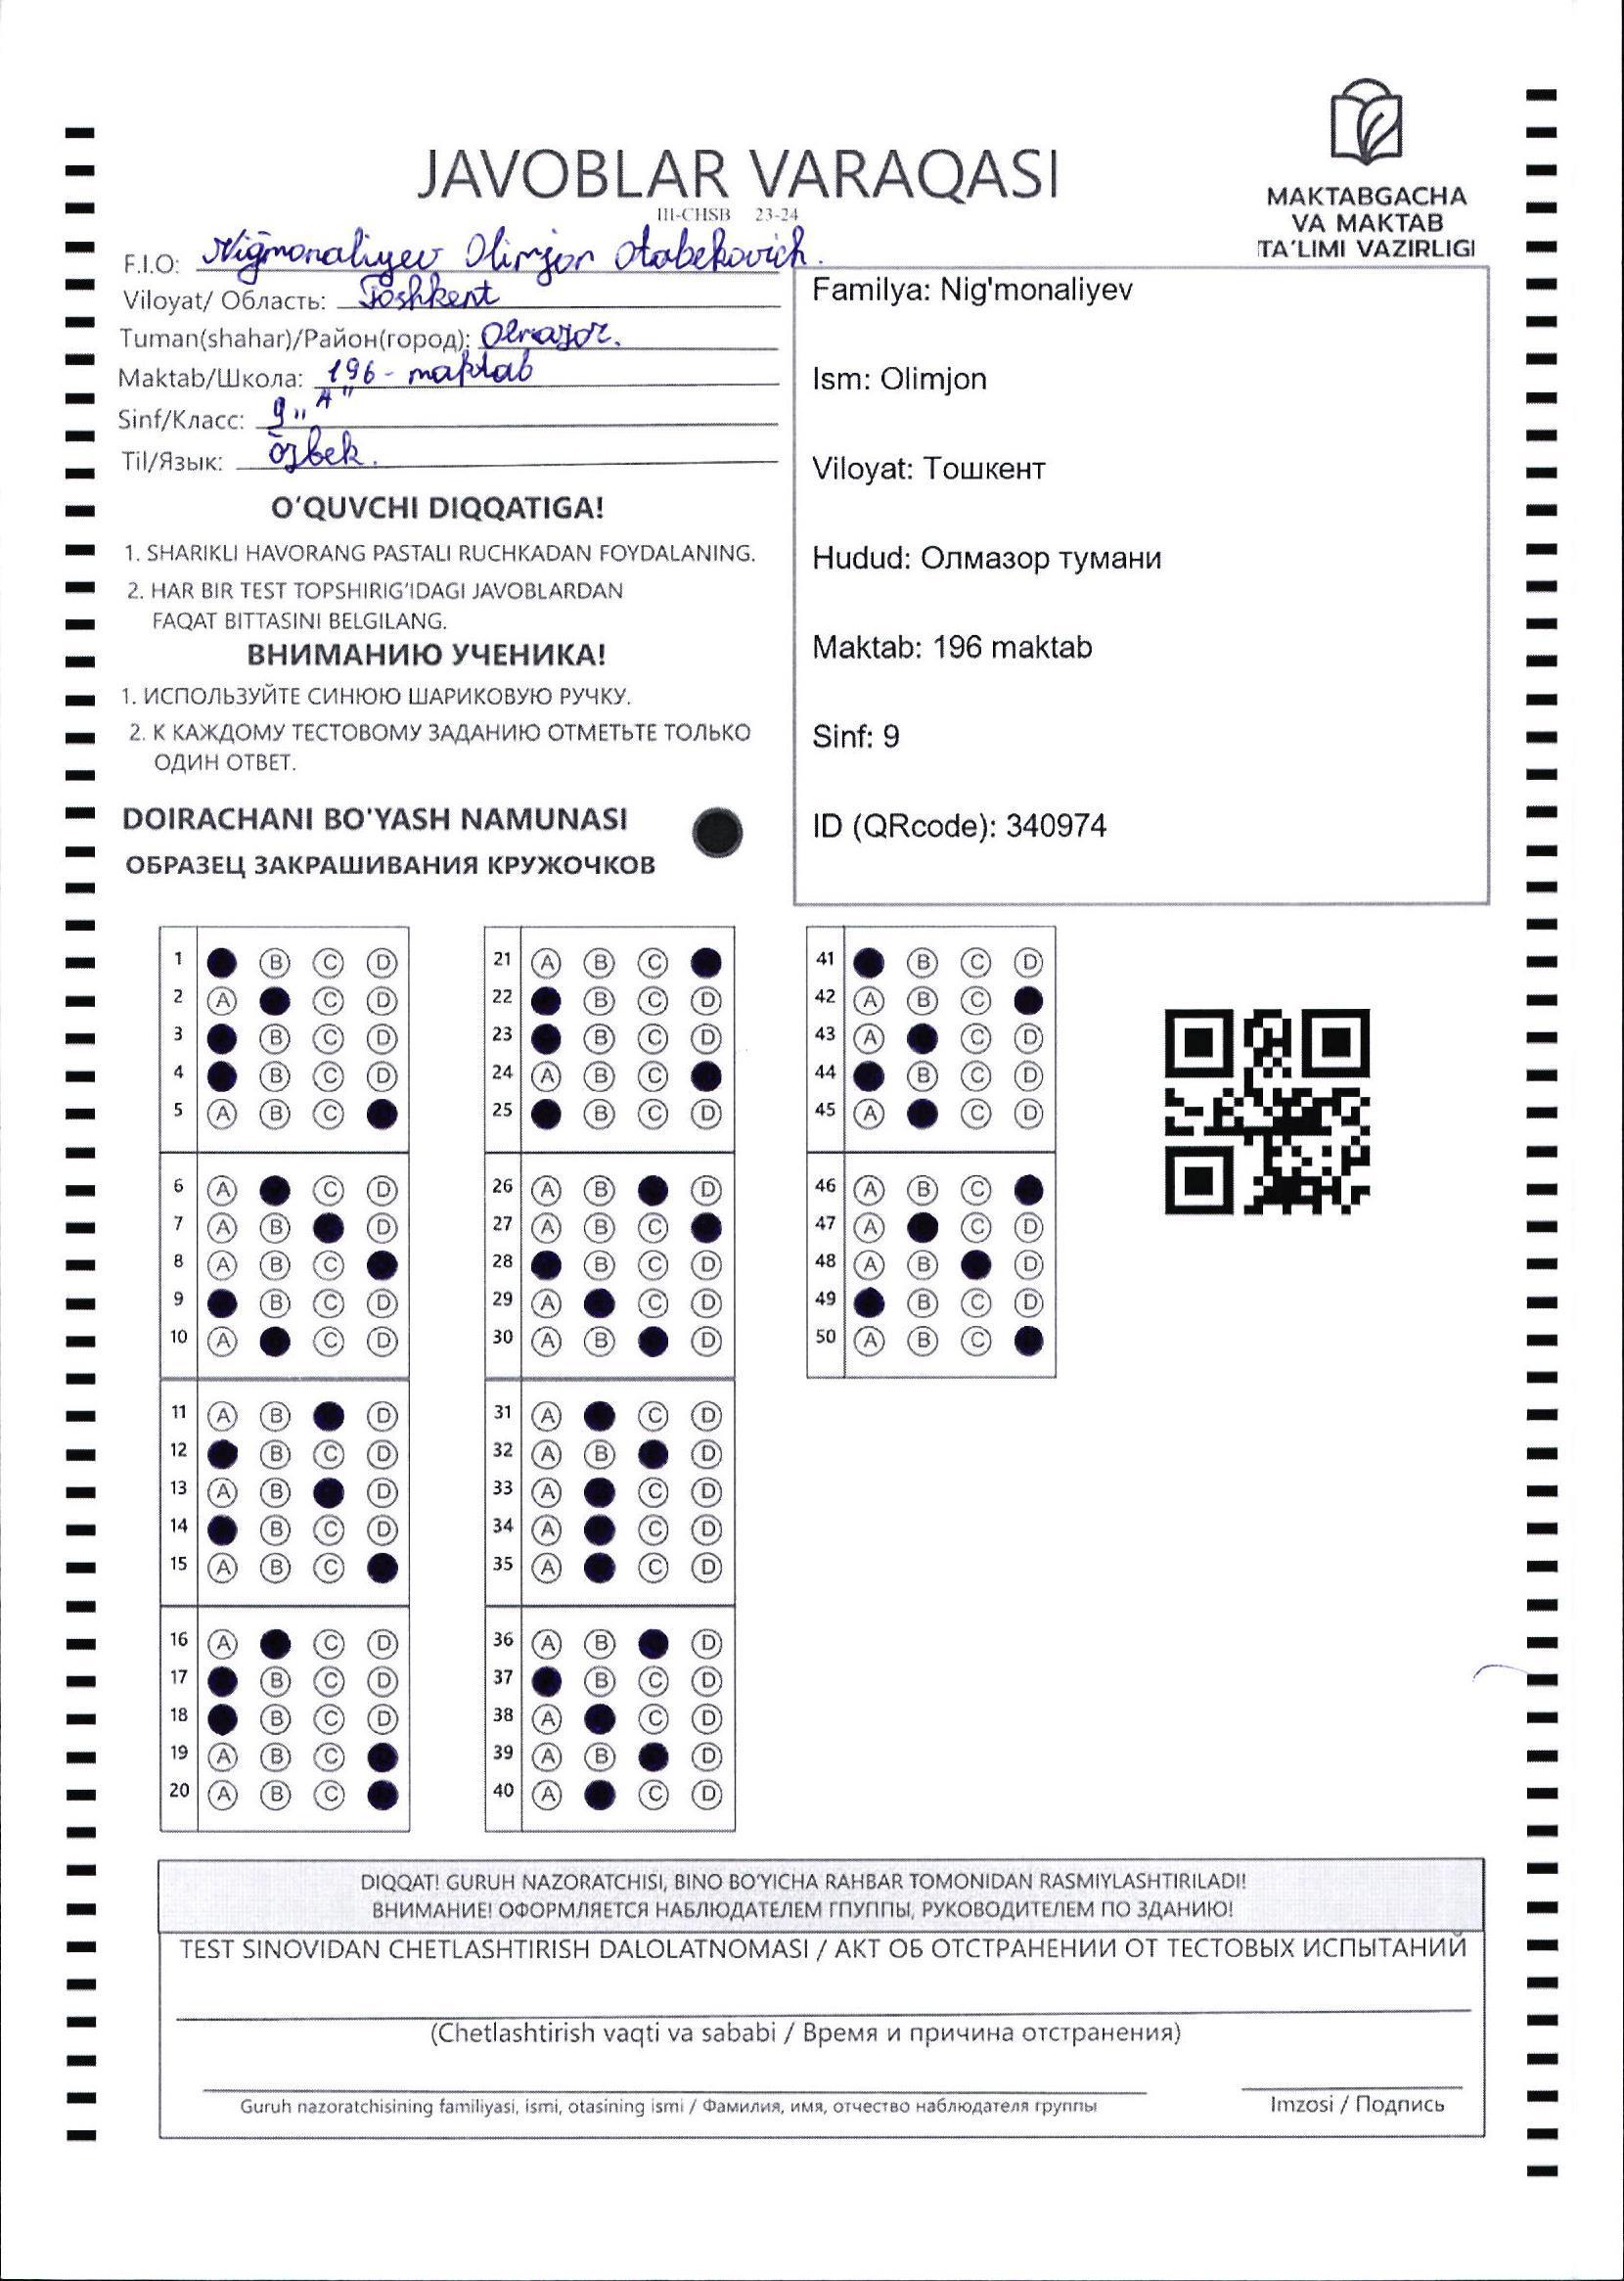 JAVOBLAR VARAQASI
III-CHSB 23-24
MAKTABGACHA
VA MAKTAB
TA'LIMI VAZIRLIGI
F.I.O: Nig̃monaliyev Olimjon Otabekovich.
Viloyat/ Область: Toshkent
Tuman(shahar)/Район(город): Olmazor.
Maktab/Школа: 196 - maktab
Sinf/Класс: 9 „A"
Til/Язык: õzbek.
O'QUVCHI DIQQATIGA!
1. SHARIKLI HAVORANG PASTALI RUCHKADAN FOYDALANING.
2. HAR BIR TEST TOPSHIRIG'IDAGI JAVOBLARDAN
FAQAT BITTASINI BELGILANG.
ВНИМАНИЮ УЧЕНИКА!
1. ИСПОЛЬЗУЙТЕ СИНЮЮ ШАРИКОВУЮ РУЧКУ.
2. К КАЖДОМУ ТЕСТОВОМУ ЗАДАНИЮ ОТМЕТЬТЕ ТОЛЬКО
ОДИН ОТВЕТ.
DOIRACHANI BO'YASH NAMUNASI
ОБРАЗЕЦ ЗАКРАШИВАНИЯ КРУЖОЧКОВ
Familya: Nig'monaliyev
Ism: Olimjon
Viloyat: Тошкент
Hudud: Олмазор тумани
Maktab: 196 maktab
Sinf: 9
ID (QRcode): 340974
1 B C D
2 A C D
3 B C D
4 B C D
5 A B C
6 A C D
7 A B D
8 A B C
9 B C D
10 A C D
11 A B D
12 B C D
13 A B D
14 B C D
15 A B C
16 A C D
17 B C D
18 B C D
19 A B C
20 A B C
21 A B C
22 B C D
23 B C D
24 A B C
25 B C D
26 A B D
27 A B C
28 B C D
29 A C D
30 A B D
31 A C D
32 A B D
33 A C D
34 A C D
35 A C D
36 A B D
37 B C D
38 A C D
39 A B D
40 A C D
41 B C D
42 A B C
43 A C D
44 B C D
45 A C D
46 A B C
47 A C D
48 A B D
49 B C D
50 A B C
DIQQAT! GURUH NAZORATCHISI, BINO BO'YICHA RAHBAR TOMONIDAN RASMIYLASHTIRILADI!
ВНИМАНИЕ! ОФОРМЛЯЕТСЯ НАБЛЮДАТЕЛЕМ ГПУППЫ, РУКОВОДИТЕЛЕМ ПО ЗДАНИЮ!
TEST SINOVIDAN CHETLASHTIRISH DALOLATNOMASI / АКТ ОБ ОТСТРАНЕНИИ ОТ ТЕСТОВЫХ ИСПЫТАНИЙ
(Chetlashtirish vaqti va sababi / Время и причина отстранения)
Guruh nazoratchisining familiyasi, ismi, otasining ismi / Фамилия, имя, отчество наблюдателя группы
Imzosi / Подпись